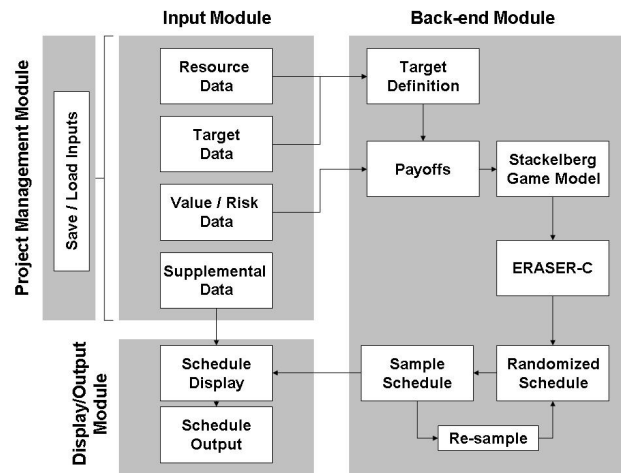 Input Module
Back-end Module
Project Management Module
Save / Load Inputs
Resource
Data
Target
Data
Value / Risk
Data
Supplemental
Data
Target
Definition
Payoffs
Stackelberg
Game Model
ERASER-C
Display/Output
Module
Schedule
Display
Schedule
Output
Sample
Schedule
Randomized
Schedule
Re-sample